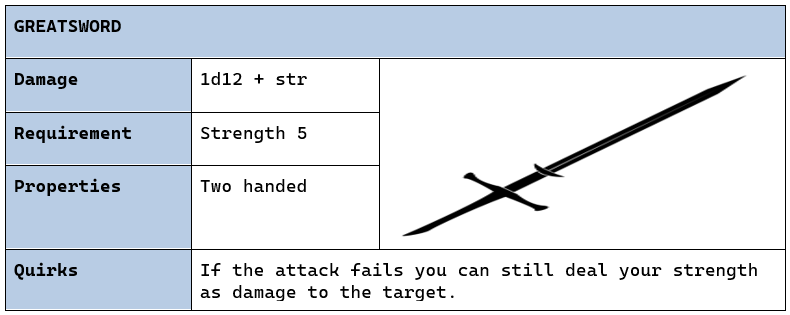 GREATSWORD
Damage
1d12 + str
Requirement
Strength 5
Properties
Two handed
Quirks
If the attack fails you can still deal your strength
as damage to the target.